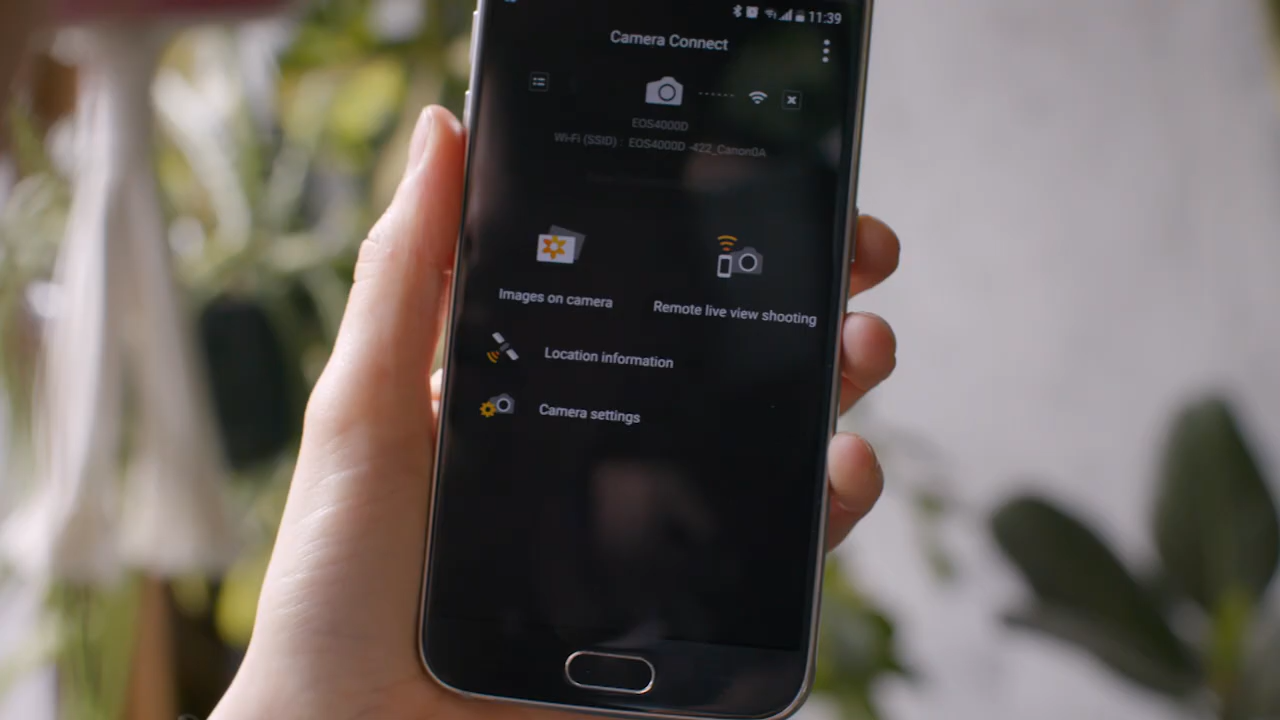 11:39
Camera Connect
EOS4000D
Wi-Fi (SSID) : EOS4000D -422_Canon0A
Images on camera
Remote live view shooting
Location information
Camera settings